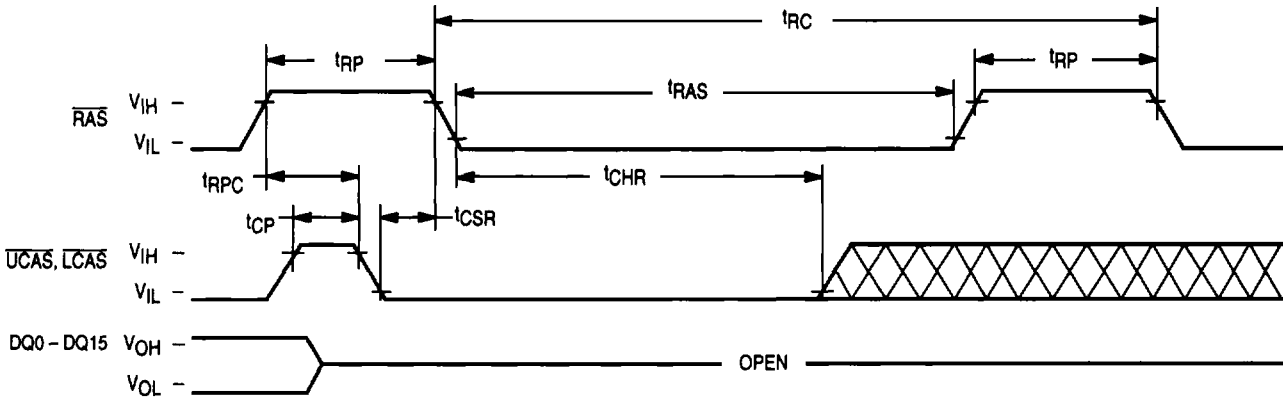 tRC
tRP
tRP
tRAS
RAS
VIH
VIL
tRPC
tCHR
tCP
tCSR
UCAS, LCAS
VIH
VIL
DQ0 – DQ15
VOH
OPEN
VOL